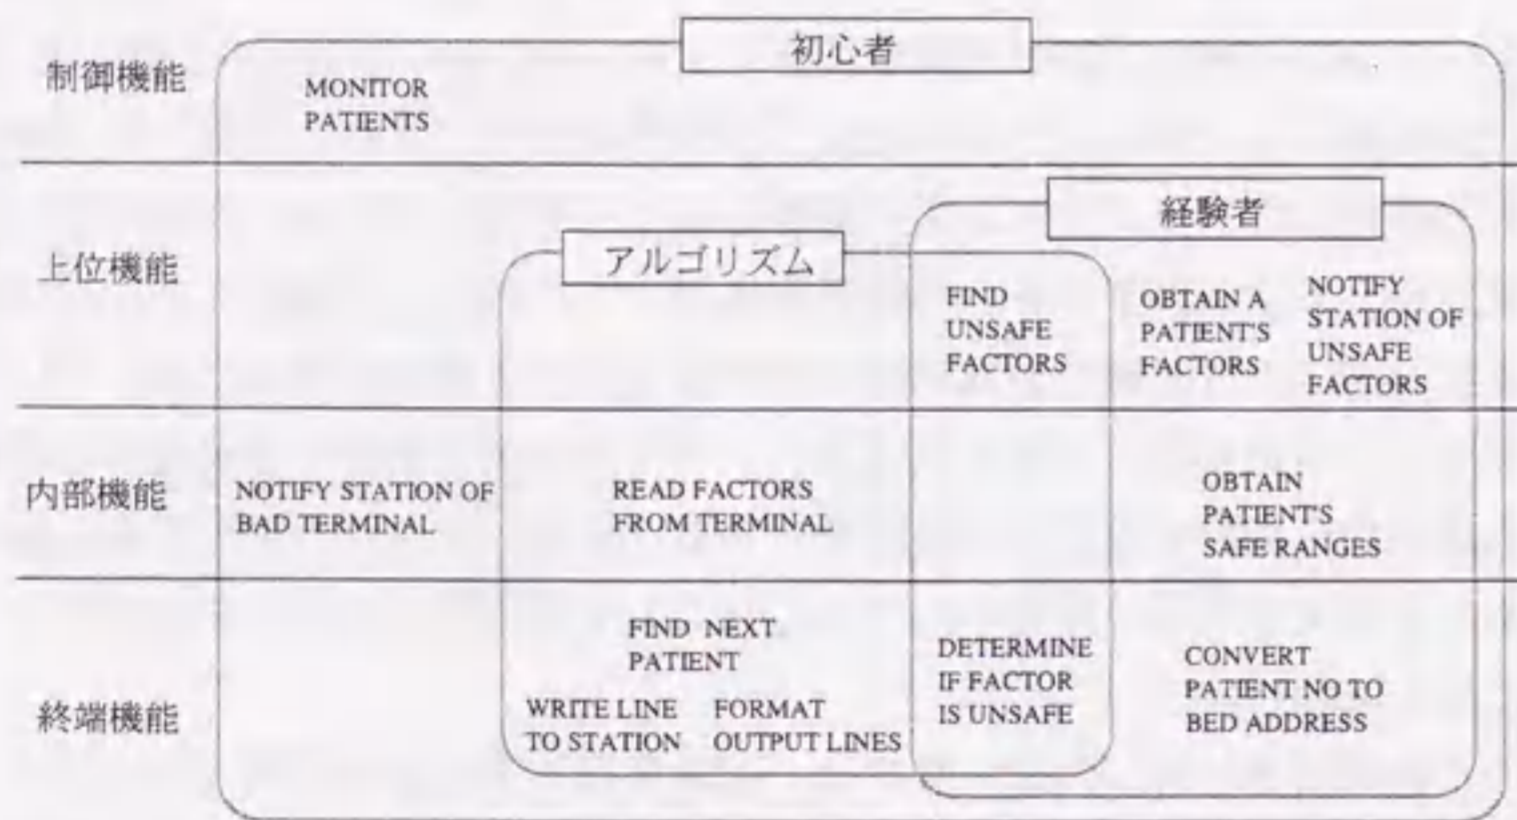 初心者
制御機能
MONITOR
PATIENTS
経験者
アルゴリズム
上位機能
FIND
UNSAFE
FACTORS
OBTAIN A
PATIENT'S
FACTORS
NOTIFY
STATION OF
UNSAFE
FACTORS
内部機能
NOTIFY STATION OF
BAD TERMINAL
READ FACTORS
FROM TERMINAL
OBTAIN
PATIENT'S
SAFE RANGES
終端機能
FIND NEXT
PATIENT
WRITE LINE
TO STATION
FORMAT
OUTPUT LINES
DETERMINE
IF FACTOR
IS UNSAFE
CONVERT
PATIENT NO TO
BED ADDRESS